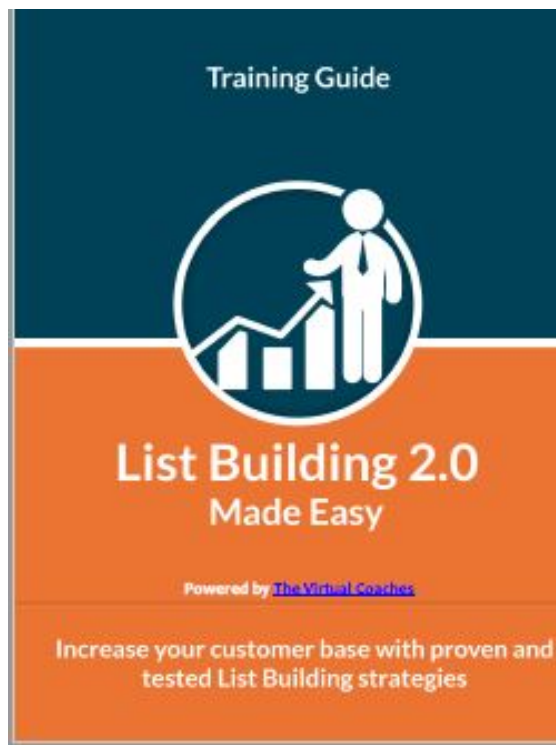 Training Guide
List Building 2.0
Made Easy
Powered by The Virtual Coaches
Increase your customer base with proven and
tested List Building strategies